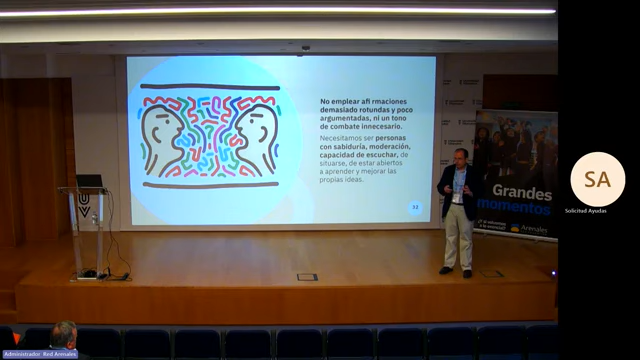 No emplear afi rmaciones
demasiado rotundas y poco
argumentadas, ni un tono
de combate innecesario.
Necesitamos ser personas
con sabiduría, moderación,
capacidad de escuchar, de
situarse, de estar abiertos
a aprender y mejorar las
propias ideas.
32
Grandes
momentos
Arenales
SA
Solicitud Ayudas
Administrador Red Arenales